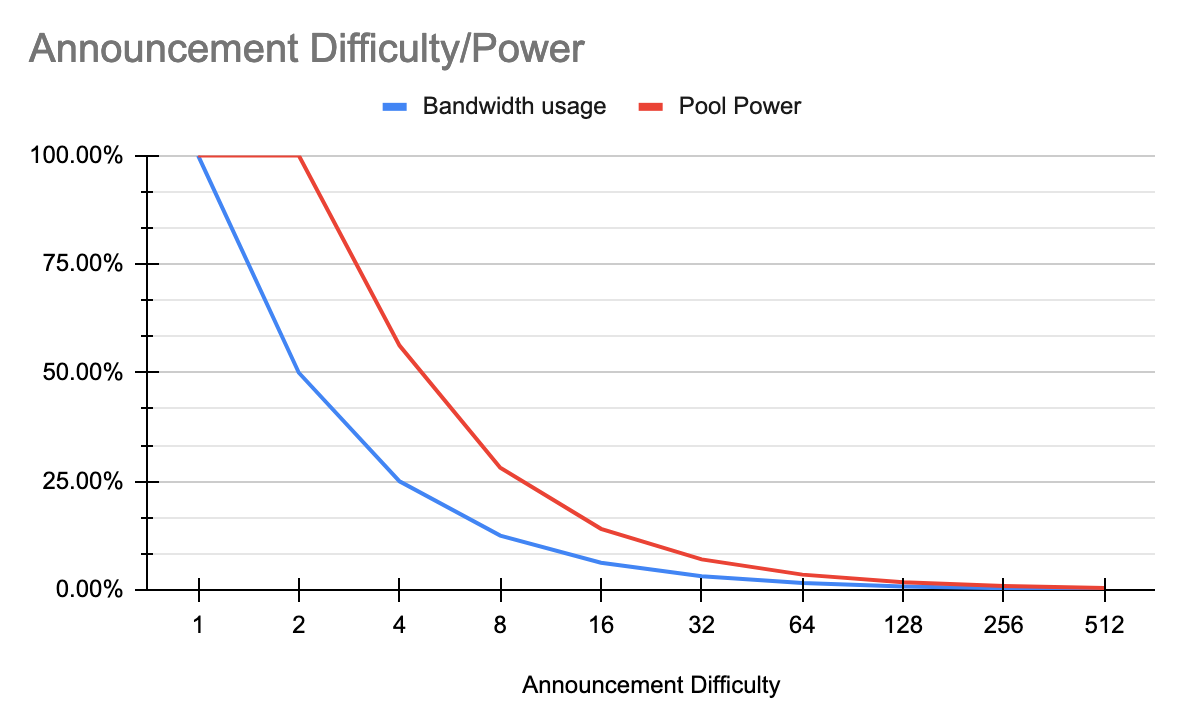 Announcement Difficulty/Power
Bandwidth usage Pool Power
100.00%
75.00%
50.00%
25.00%
0.00%
1 2 4 8 16 32 64 128 256 512
Announcement Difficulty